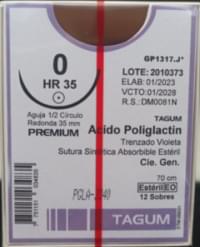 GP1317.J*
0
HR 35
LOTE: 2010373
ELAB: 01/2023
VCTO: 01/2028
R.S.: DM0081N
Aguja 1/2 Círculo
Redonda 35 mm
PREMIUM
TAGUM
Acido Poliglactin
Trenzado Violeta
Sutura Sintética Absorbible Estéril
Cie. Gen.
70 cm
Estéril EO
12 Sobres
TAGUM